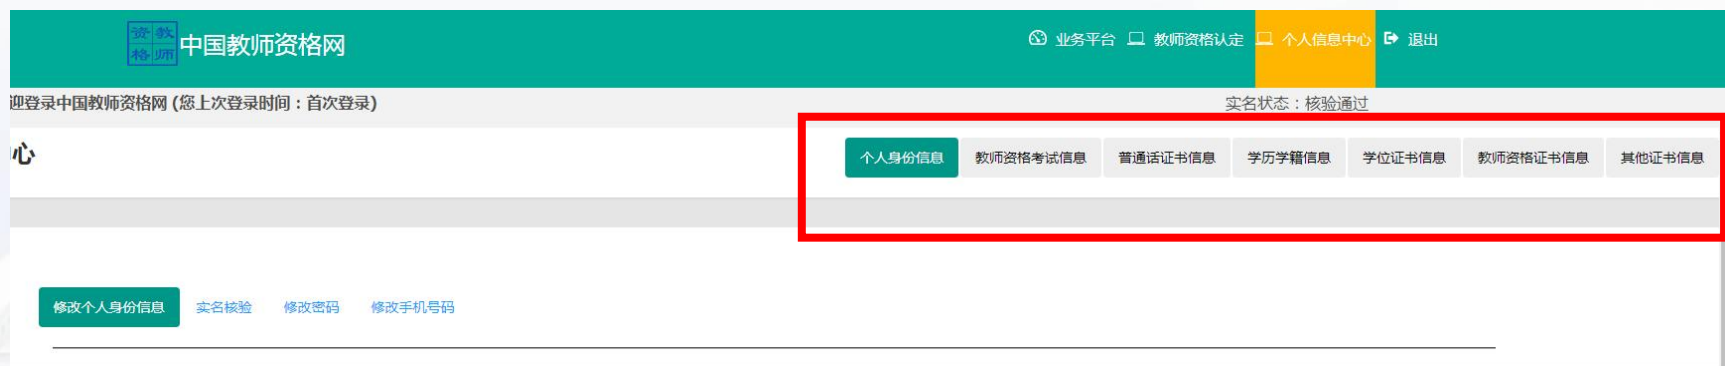 资教
格师
中国教师资格网
业务平台 教师资格认定 个人信息中心 退出
迎登录中国教师资格网 (您上次登录时间：首次登录)
实名状态：核验通过
心
个人身份信息 教师资格考试信息 普通话证书信息 学历学籍信息 学位证书信息 教师资格证书信息 其他证书信息
修改个人身份信息 实名核验 修改密码 修改手机号码